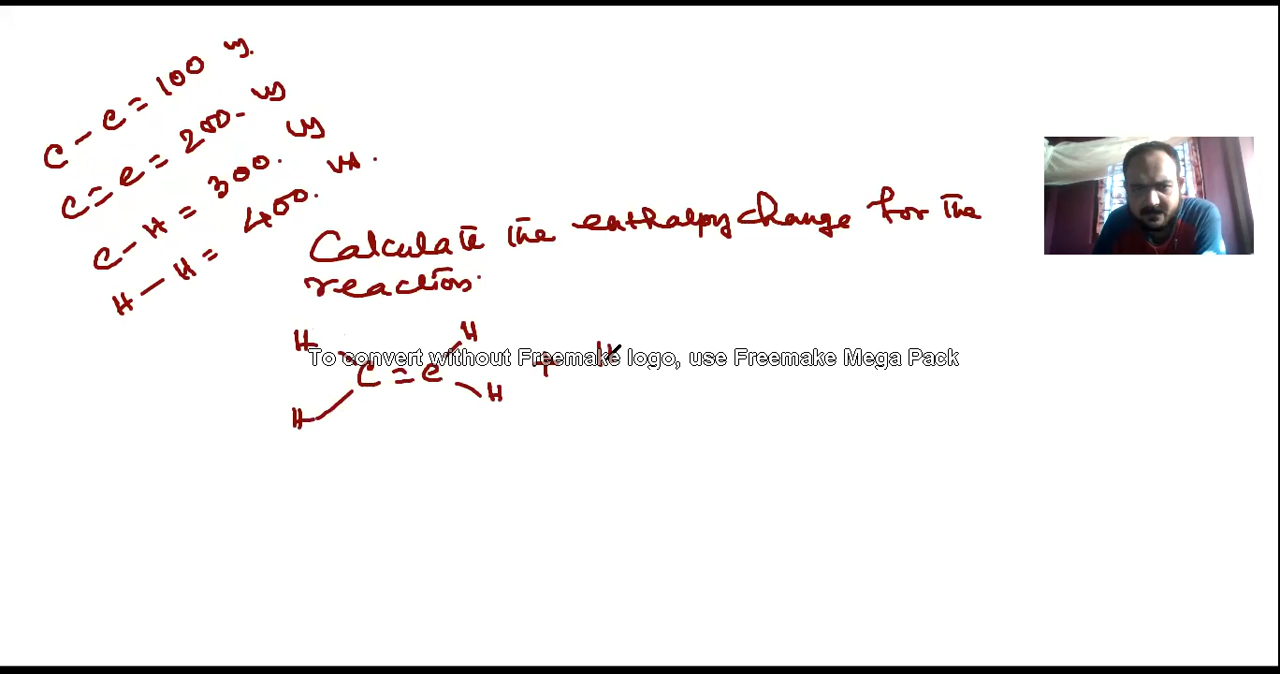 C - C = 100 kJ.
C = C = 200. kJ
C - H = 300. kJ
H - H = 400. kJ.
Calculate the enthalpy change for the
reaction.
H H
C = C + H
H H
To convert without Freemake logo, use Freemake Mega Pack